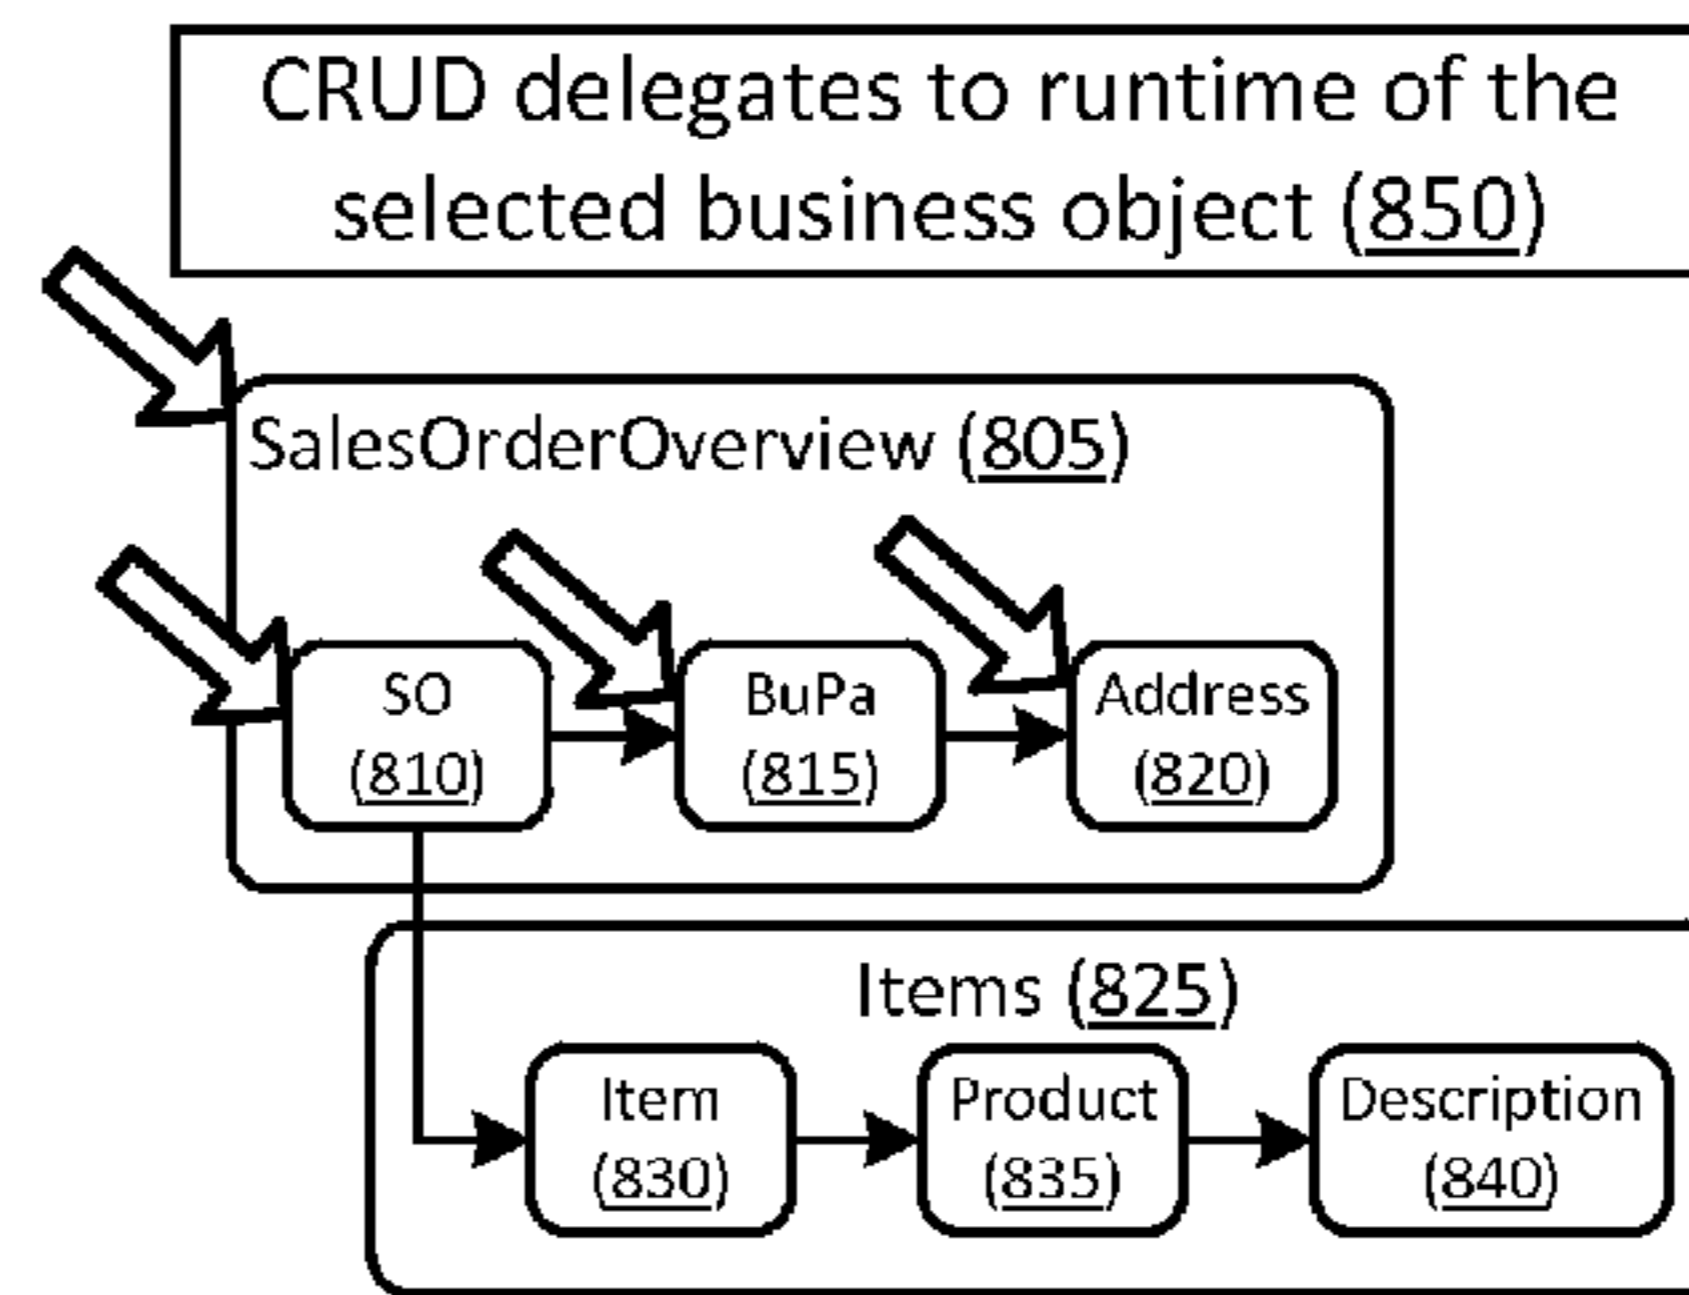 CRUD delegates to runtime of the
selected business object (850)
SalesOrderOverview (805)
SO
(810)
BuPa
(815)
Address
(820)
Items (825)
Item
(830)
Product
(835)
Description
(840)